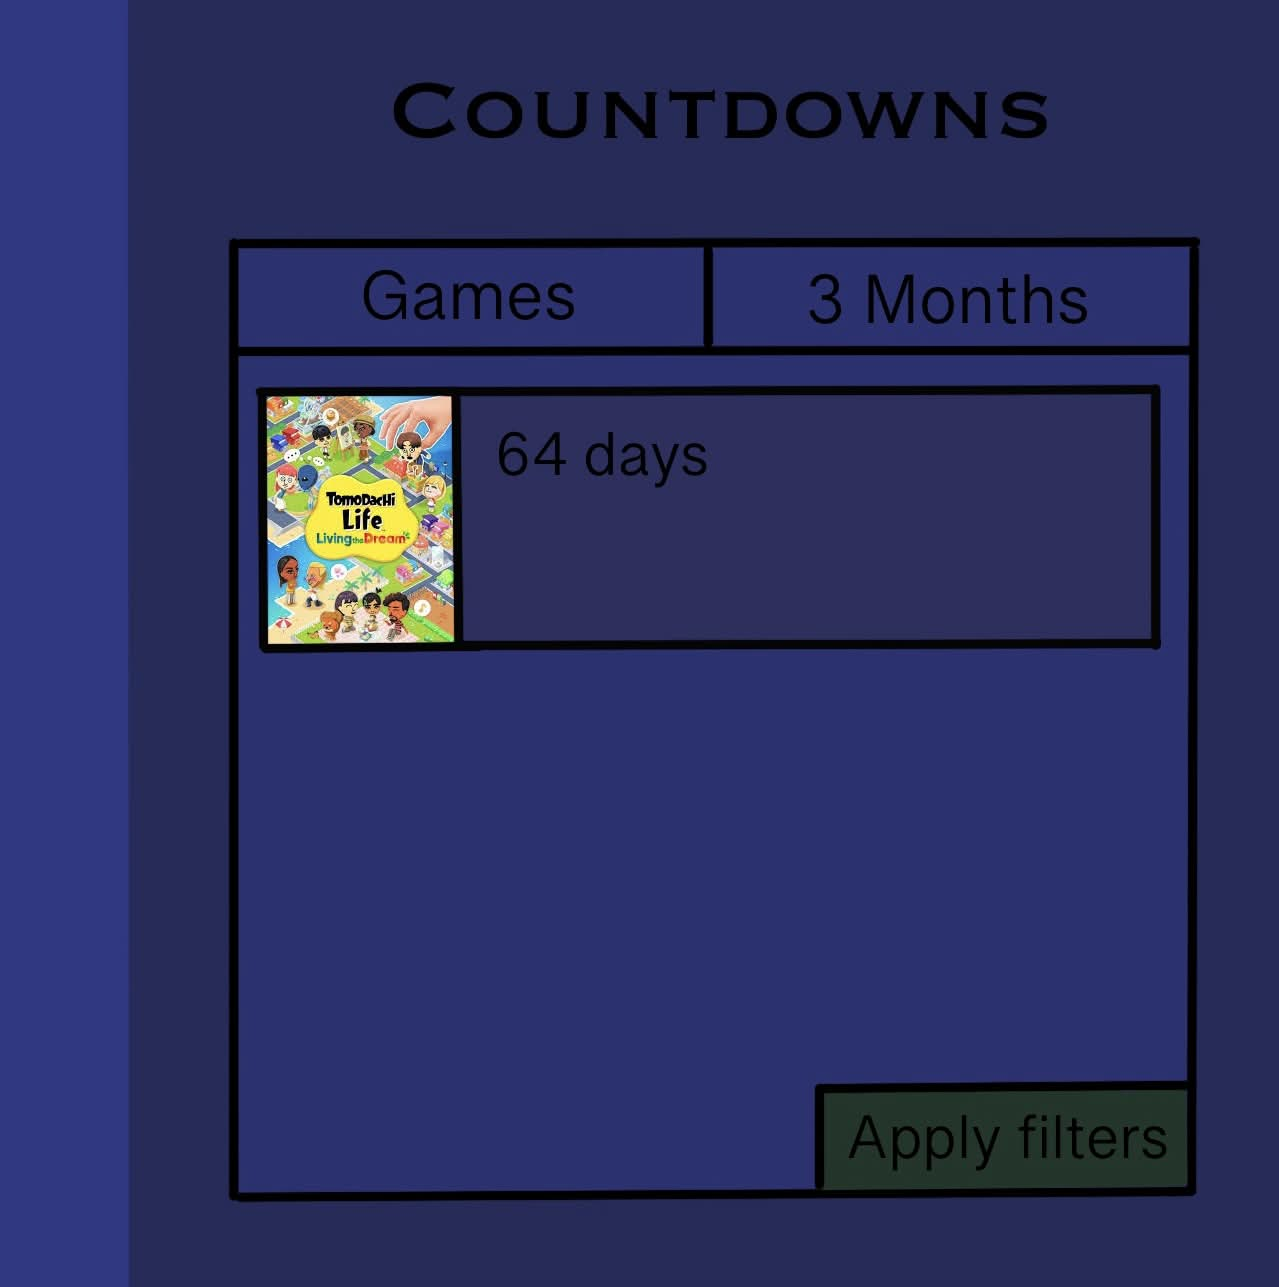 COUNTDOWNS
Games
3 Months
64 days
TomoDacHi
Life
Living the Dream
Apply filters